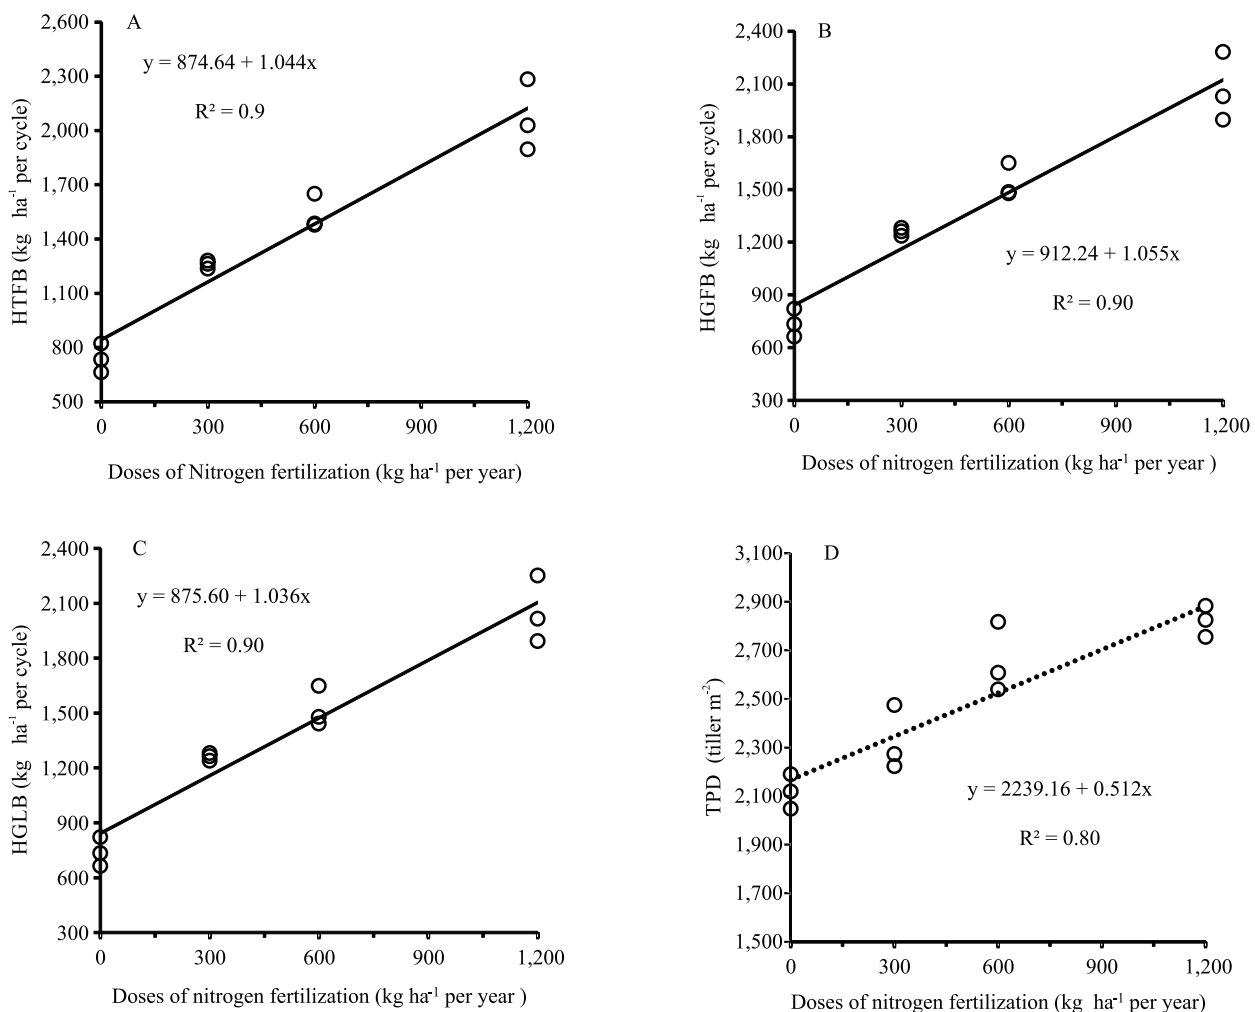 A
y = 874.64 + 1.044x
R² = 0.9
HTFB (kg ha⁻¹ per cycle)
2,600
2,300
2,000
1,700
1,400
1,100
800
500
0 300 600 900 1,200
Doses of Nitrogen fertilization (kg ha⁻¹ per year)
B
y = 912.24 + 1.055x
R² = 0.90
HGFB (kg ha⁻¹ per cycle)
2,400
2,100
1,800
1,500
1,200
900
600
300
0 300 600 900 1,200
Doses of nitrogen fertilization (kg ha⁻¹ per year )
C
y = 875.60 + 1.036x
R² = 0.90
HGLB (kg ha⁻¹ per cycle)
2,400
2,100
1,800
1,500
1,200
900
600
300
0 300 600 900 1,200
Doses of nitrogen fertilization (kg ha⁻¹ per year )
D
y = 2239.16 + 0.512x
R² = 0.80
TPD (tiller m⁻²)
3,100
2,900
2,700
2,500
2,300
2,100
1,900
1,700
1,500
0 300 600 900 1,200
Doses of nitrogen fertilization (kg ha⁻¹ per year)